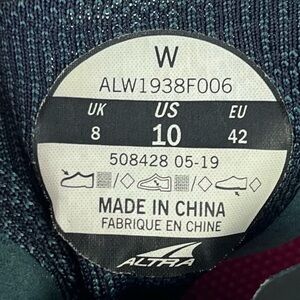 W
ALW1938F006
UK US EU
8 10 42
508428 05-19
MADE IN CHINA
FABRIQUE EN CHINE
ALTRA